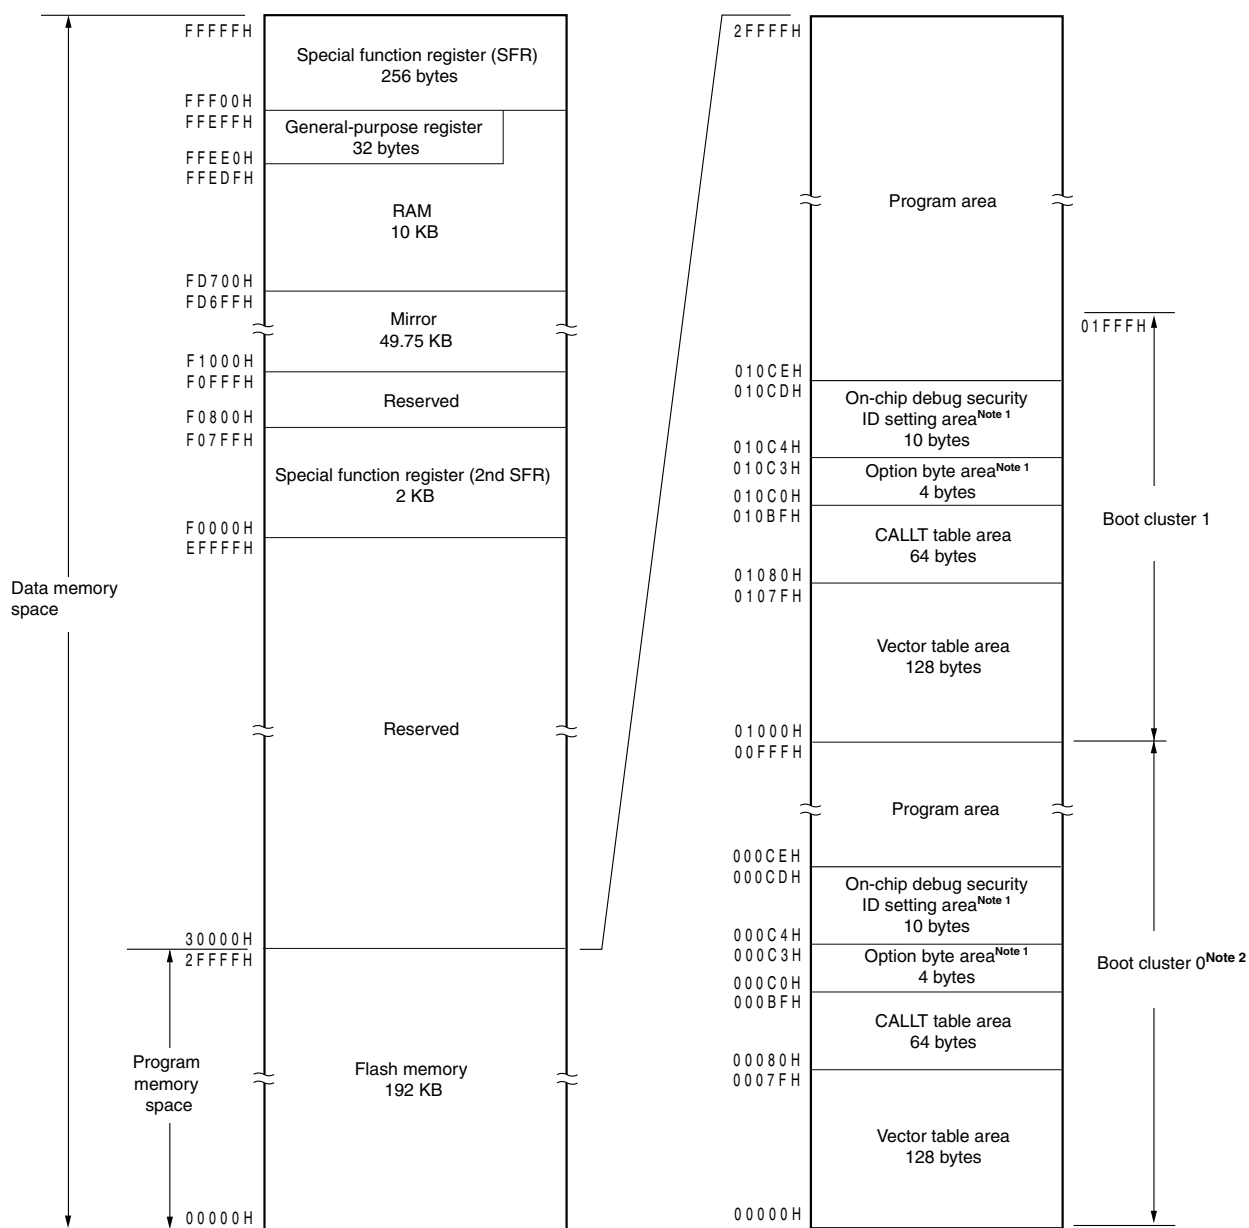 FFFFFH
Special function register (SFR)
256 bytes
FFF00H
FFEFFH
General-purpose register
32 bytes
FFEE0H
FFEDFH
RAM
10 KB
FD700H
FD6FFH
Mirror
49.75 KB
F1000H
F0FFFH
Reserved
F0800H
F07FFH
Special function register (2nd SFR)
2 KB
F0000H
EFFFFH
Data memory
space
Reserved
30000H
2FFFFH
Program
memory
space
Flash memory
192 KB
00000H
2FFFFH
Program area
01FFFH
010CEH
010CDH
On-chip debug security
ID setting area Note 1
10 bytes
010C4H
010C3H
Option byte area Note 1
4 bytes
010C0H
010BFH
Boot cluster 1
CALLT table area
64 bytes
01080H
0107FH
Vector table area
128 bytes
01000H
00FFFH
Program area
000CEH
000CDH
On-chip debug security
ID setting area Note 1
10 bytes
000C4H
000C3H
Option byte area Note 1
4 bytes
Boot cluster 0 Note 2
000C0H
000BFH
CALLT table area
64 bytes
00080H
0007FH
Vector table area
128 bytes
00000H